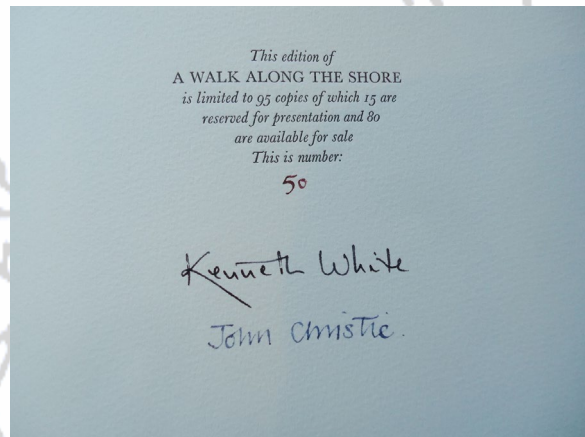 This edition of
A WALK ALONG THE SHORE
is limited to 95 copies of which 15 are
reserved for presentation and 80
are available for sale
This is number:
50
Kenneth White
John Christie.